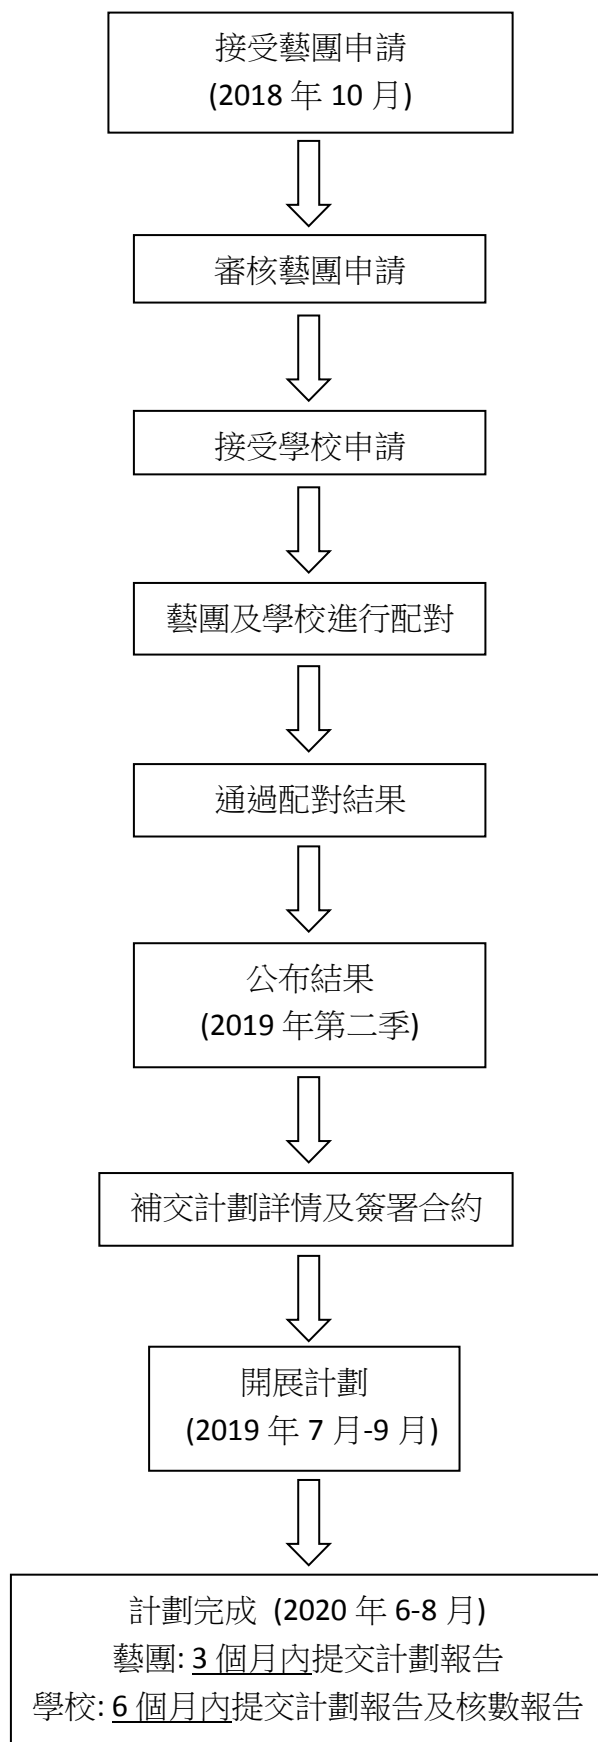 接受藝團申請
(2018 年 10 月)
審核藝團申請
接受學校申請
藝團及學校進行配對
通過配對結果
公布結果
(2019 年第二季)
補交計劃詳情及簽署合約
開展計劃
(2019 年 7 月-9 月)
計劃完成 (2020 年 6-8 月)
藝團: 3 個月內提交計劃報告
學校: 6 個月內提交計劃報告及核數報告